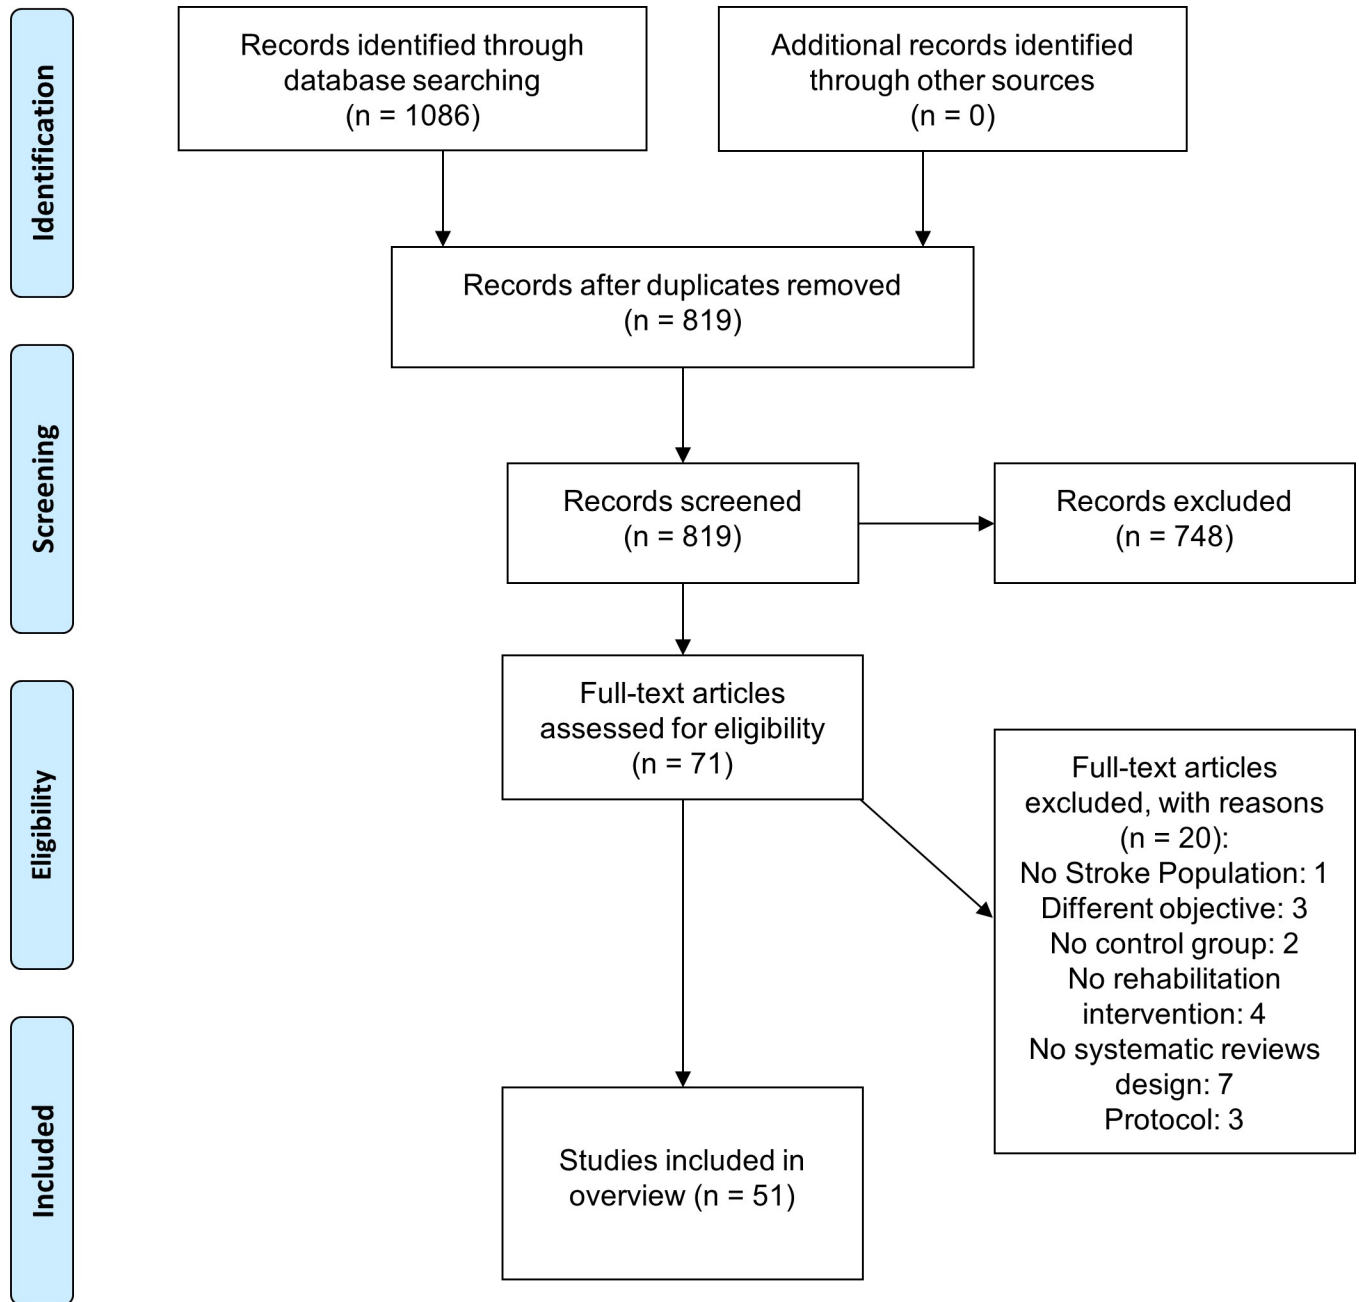 Identification
Records identified through
database searching
(n = 1086)
Additional records identified
through other sources
(n = 0)
Records after duplicates removed
(n = 819)
Screening
Records screened
(n = 819)
Records excluded
(n = 748)
Eligibility
Full-text articles
assessed for eligibility
(n = 71)
Full-text articles
excluded, with reasons
(n = 20):
No Stroke Population: 1
Different objective: 3
No control group: 2
No rehabilitation
intervention: 4
No systematic reviews
design: 7
Protocol: 3
Included
Studies included in
overview (n = 51)